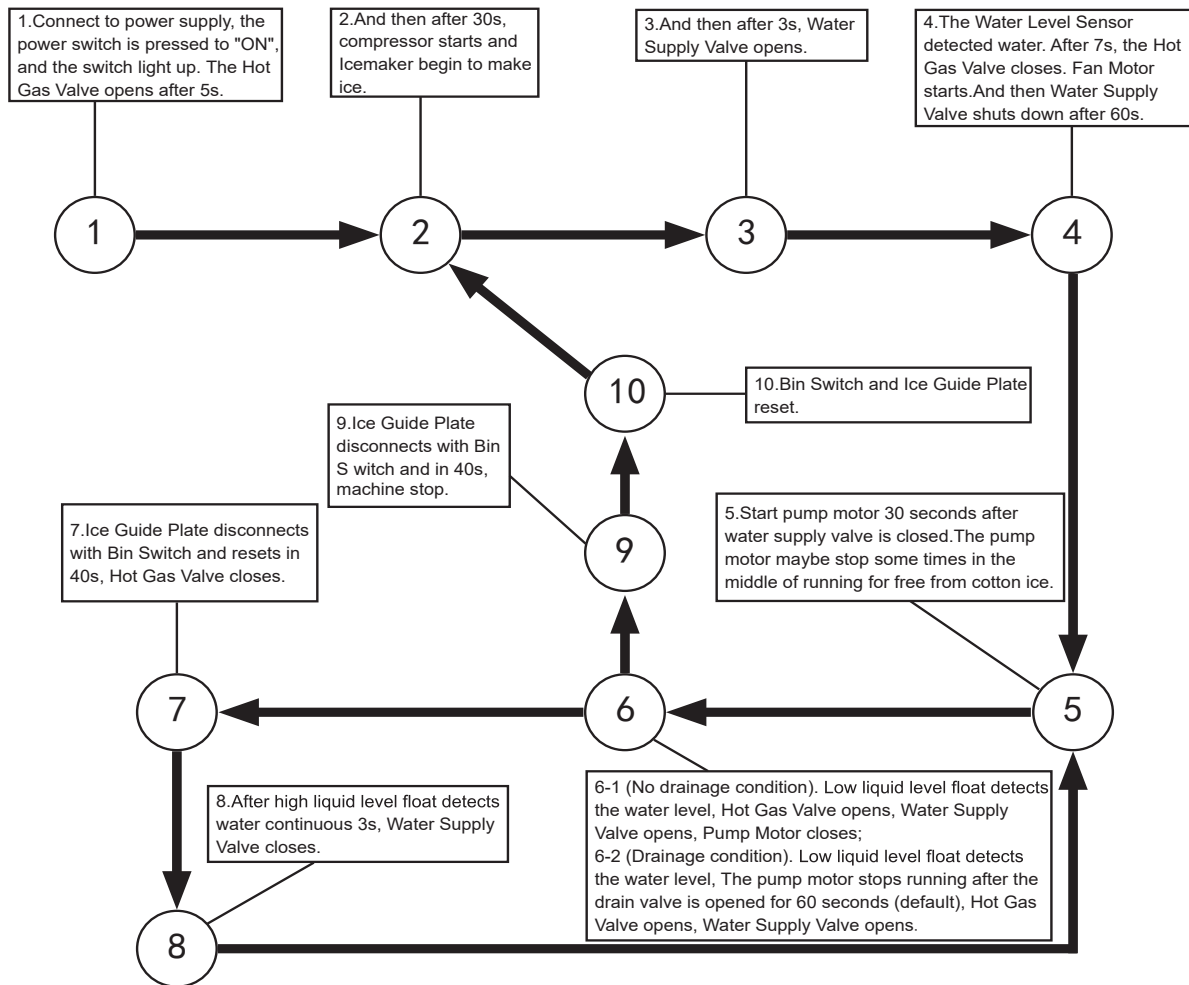 1.Connect to power supply, the
power switch is pressed to "ON",
and the switch light up. The Hot
Gas Valve opens after 5s.
2.And then after 30s,
compressor starts and
Icemaker begin to make
ice.
3.And then after 3s, Water
Supply Valve opens.
4.The Water Level Sensor
detected water. After 7s, the Hot
Gas Valve closes. Fan Motor
starts.And then Water Supply
Valve shuts down after 60s.
1
2
3
4
10
10.Bin Switch and Ice Guide Plate
reset.
9.Ice Guide Plate
disconnects with Bin
S witch and in 40s,
machine stop.
9
7.Ice Guide Plate disconnects
with Bin Switch and resets in
40s, Hot Gas Valve closes.
5.Start pump motor 30 seconds after
water supply valve is closed.The pump
motor maybe stop some times in the
middle of running for free from cotton ice.
7
6
5
8.After high liquid level float detects
water continuous 3s, Water Supply
Valve closes.
6-1 (No drainage condition). Low liquid level float detects
the water level, Hot Gas Valve opens, Water Supply
Valve opens, Pump Motor closes;
6-2 (Drainage condition). Low liquid level float detects
the water level, The pump motor stops running after the
drain valve is opened for 60 seconds (default), Hot Gas
Valve opens, Water Supply Valve opens.
8